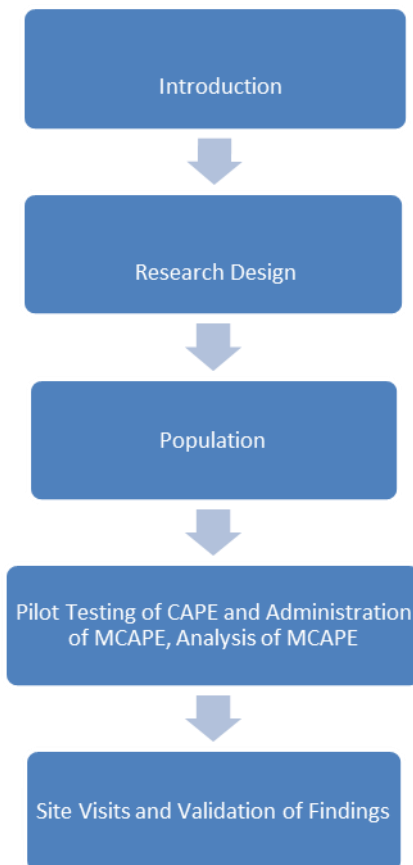 Introduction
Research Design
Population
Pilot Testing of CAPE and Administration
of MCAPE, Analysis of MCAPE
Site Visits and Validation of Findings